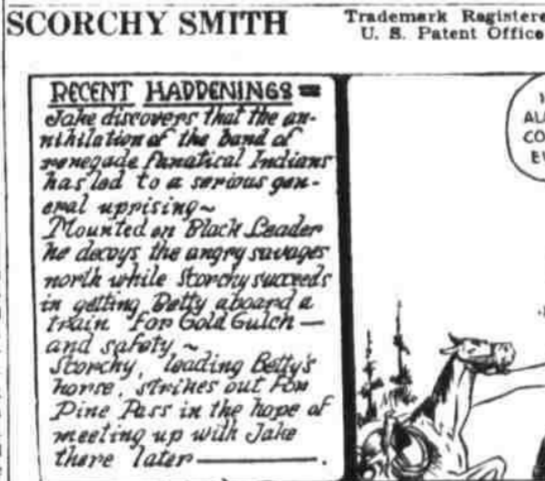 SCORCHY SMITH
Trademark Registere
U. S. Patent Office
RECENT HAPPENINGS =
Jake discovers that the an-
nihilation of the band of
renegade fanatical Indians
has led to a serious gen-
eral uprising~
Mounted on Black Leader
he decoys the angry savages
north while Scorchy succeeds
in getting Betty aboard a
train for Gold Gulch —
and safety ~
Scorchy, leading Betty's
horse, strikes out for
Pine Pass in the hope of
meeting up with Jake
there later———.
AL
CO
E